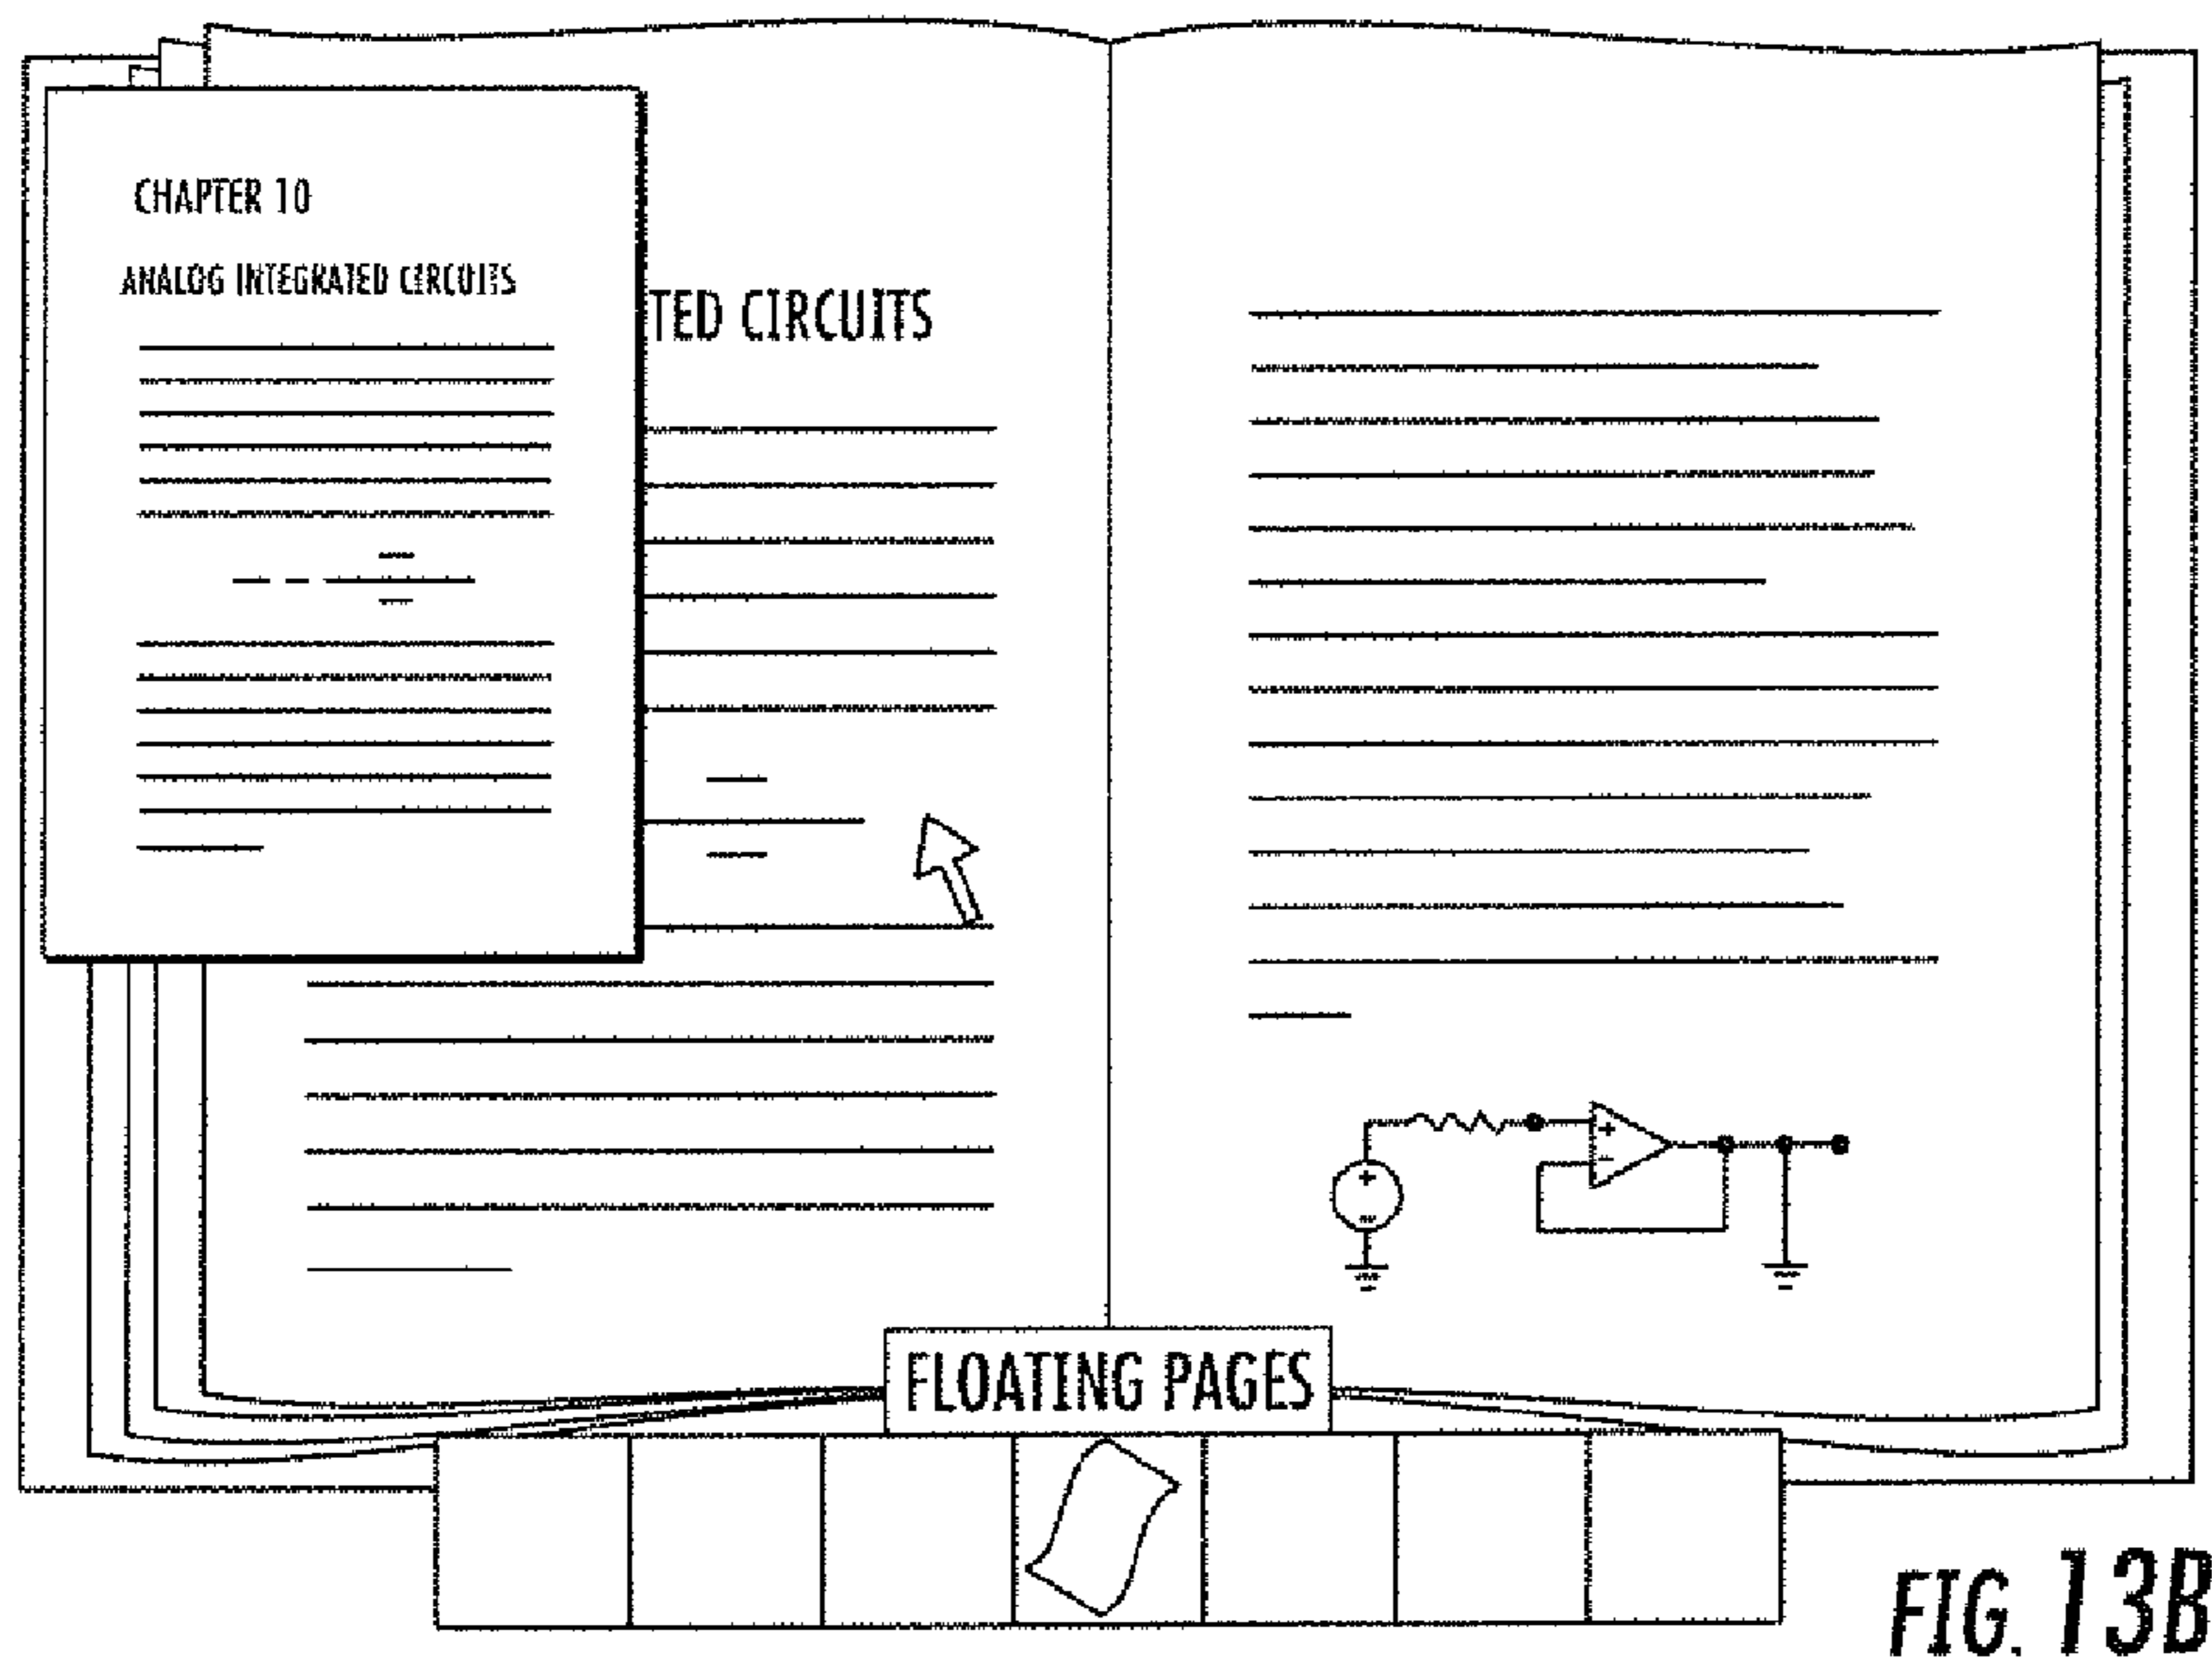 CHAPTER 10
ANALOG INTEGRATED CIRCUITS
TED CIRCUITS
+
-
+
-
FLOATING PAGES
FIG. 13B